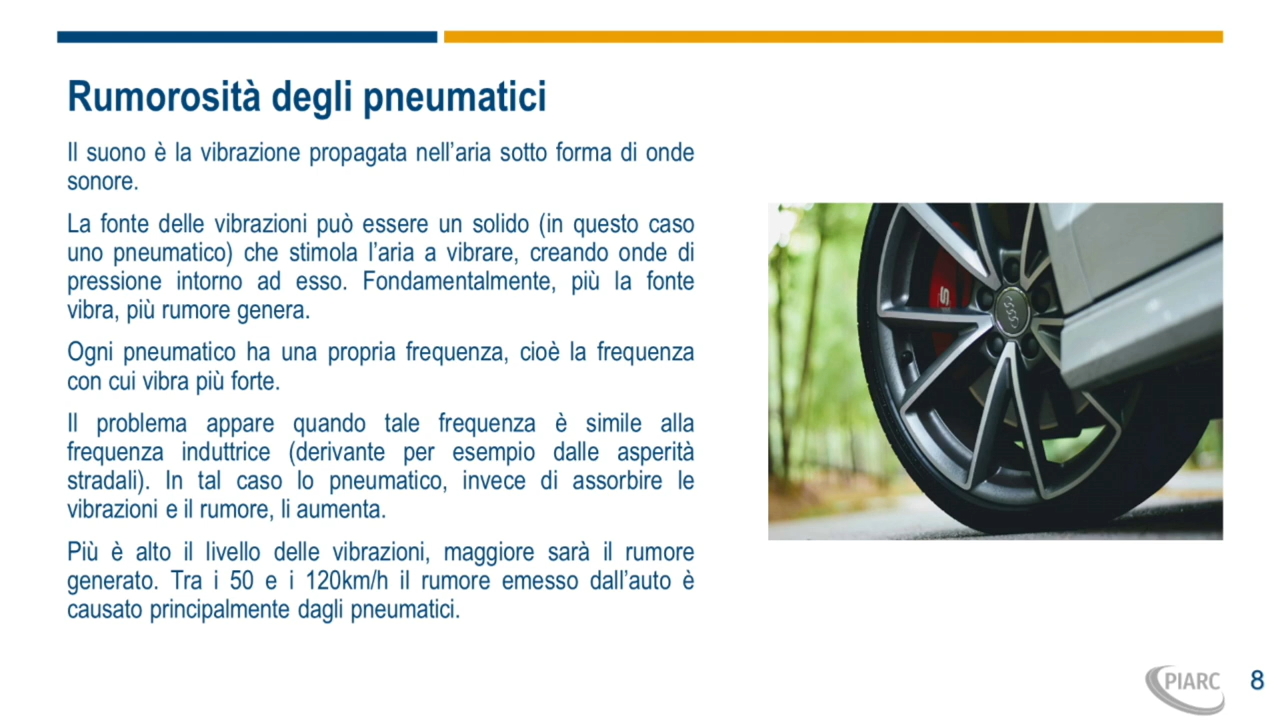 Rumorosità degli pneumatici
Il suono è la vibrazione propagata nell’aria sotto forma di onde
sonore.
La fonte delle vibrazioni può essere un solido (in questo caso
uno pneumatico) che stimola l’aria a vibrare, creando onde di
pressione intorno ad esso. Fondamentalmente, più la fonte
vibra, più rumore genera.
Ogni pneumatico ha una propria frequenza, cioè la frequenza
con cui vibra più forte.
Il problema appare quando tale frequenza è simile alla
frequenza induttrice (derivante per esempio dalle asperità
stradali). In tal caso lo pneumatico, invece di assorbire le
vibrazioni e il rumore, li aumenta.
Più è alto il livello delle vibrazioni, maggiore sarà il rumore
generato. Tra i 50 e i 120km/h il rumore emesso dall’auto è
causato principalmente dagli pneumatici.
PIARC
8